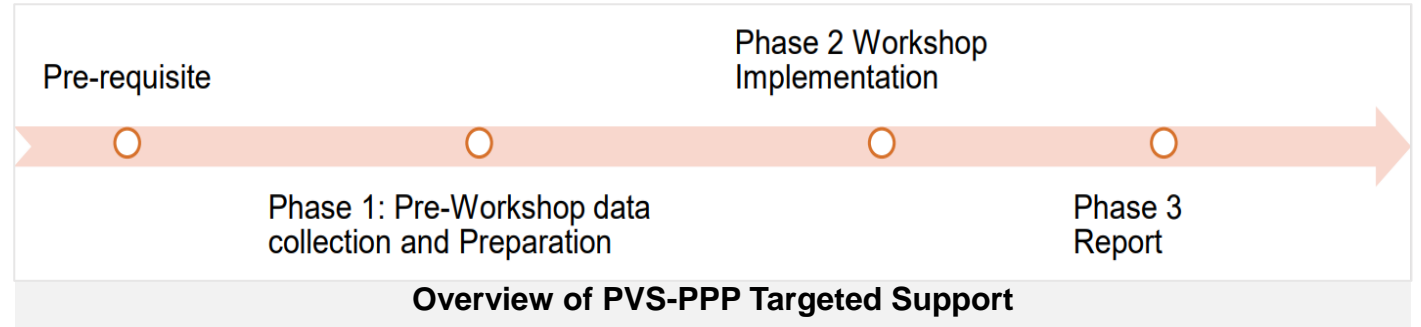 Pre-requisite
Phase 2 Workshop
Implementation
Phase 1: Pre-Workshop data
collection and Preparation
Phase 3
Report
Overview of PVS-PPP Targeted Support